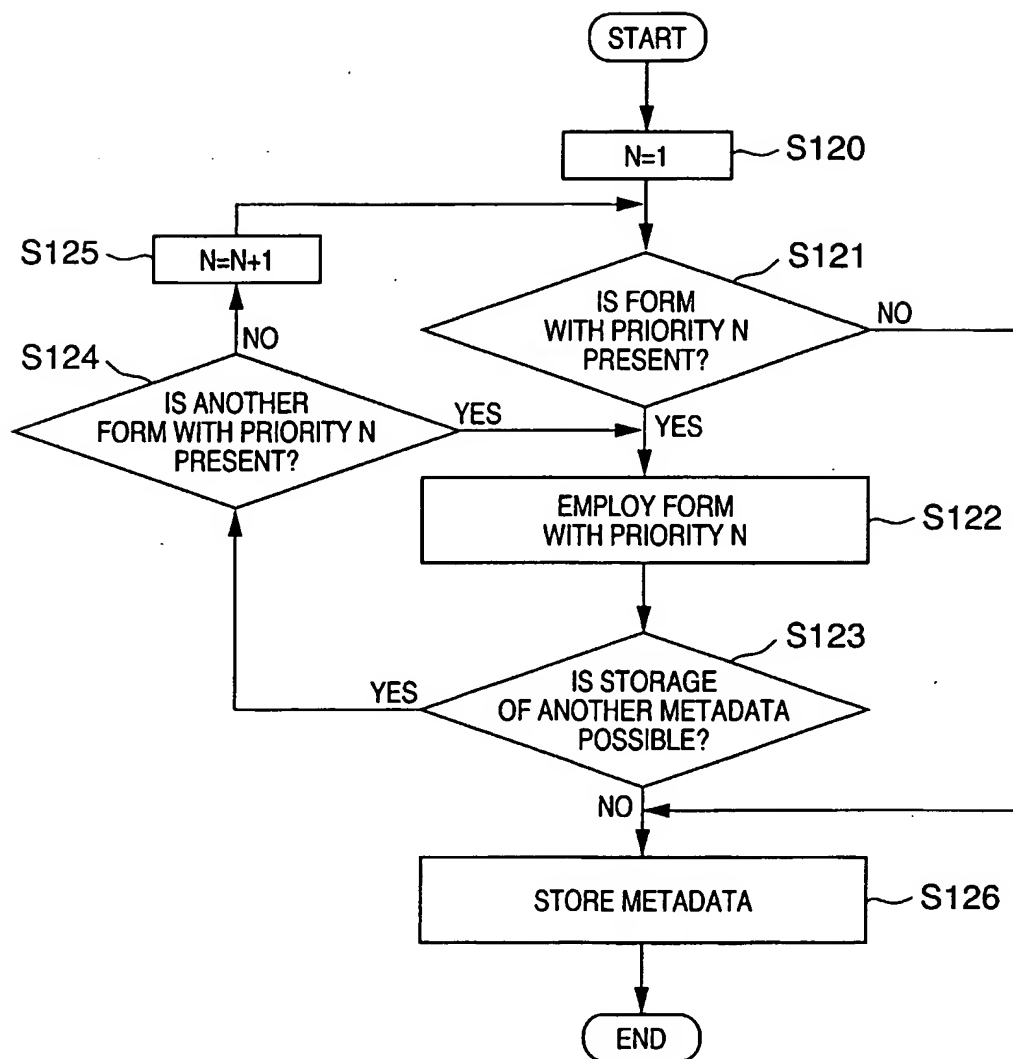 START
N=1
S120
S125
N=N+1
S121
IS FORM
WITH PRIORITY N
PRESENT?
NO
NO
S124
IS ANOTHER
FORM WITH PRIORITY N
PRESENT?
YES
YES
EMPLOY FORM
WITH PRIORITY N
S122
S123
YES
IS STORAGE
OF ANOTHER METADATA
POSSIBLE?
NO
STORE METADATA
S126
END